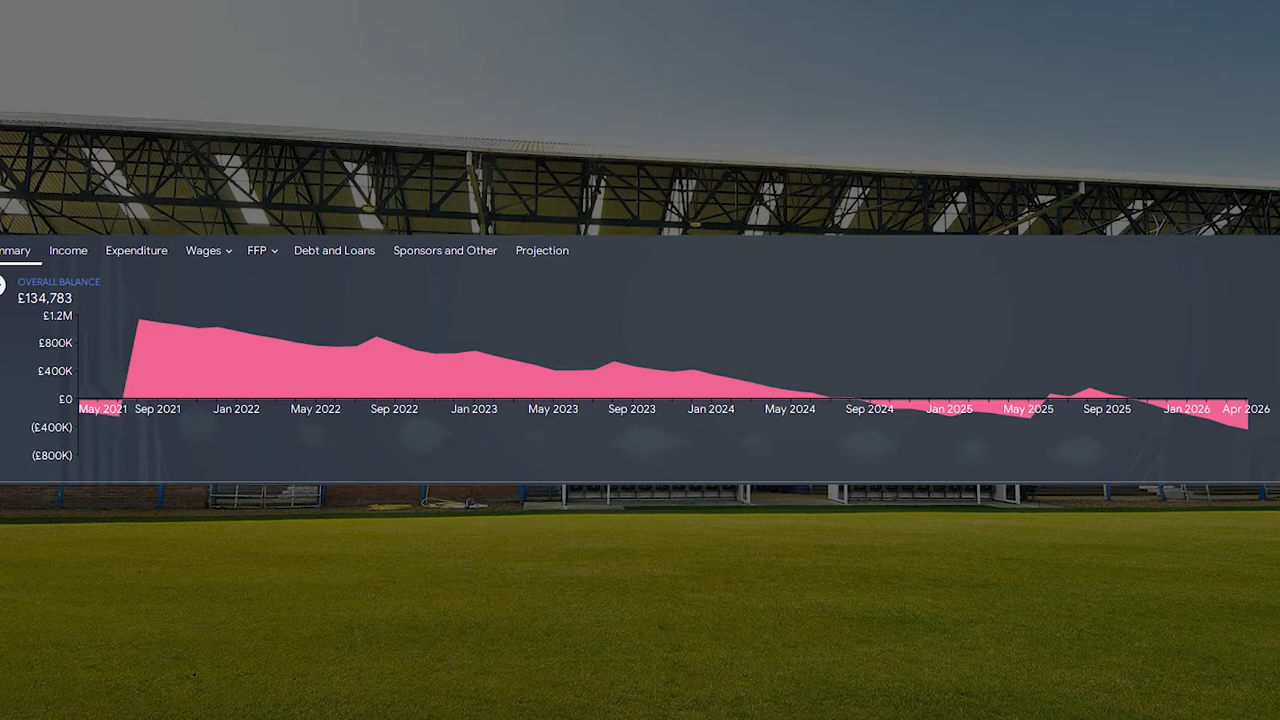 mmary Income Expenditure Wages FFP Debt and Loans Sponsors and Other Projection
OVERALL BALANCE
£134,783
£1.2M
£800K
£400K
£0
May 2021 Sep 2021 Jan 2022 May 2022 Sep 2022 Jan 2023 May 2023 Sep 2023 Jan 2024 May 2024 Sep 2024 Jan 2025 May 2025 Sep 2025 Jan 2026 Apr 2026
(£400K)
(£800K)